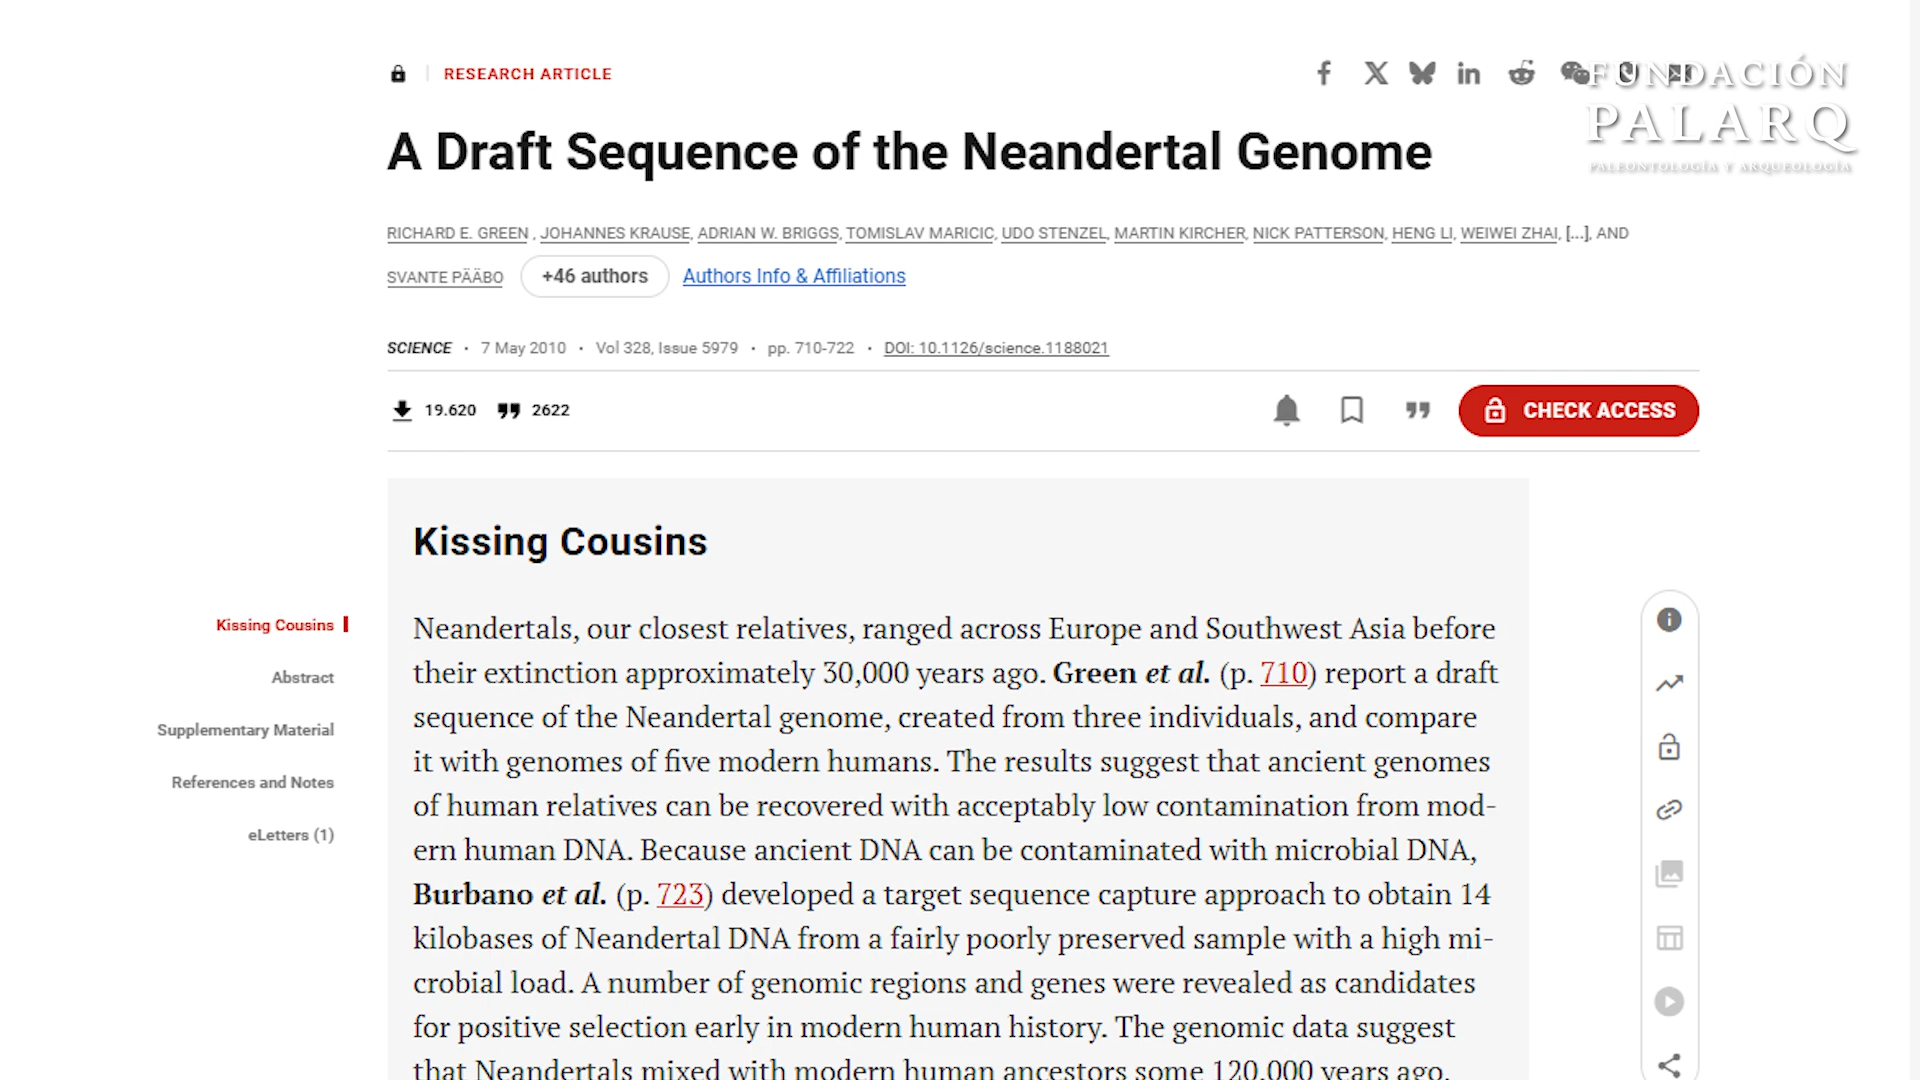 RESEARCH ARTICLE
FUNDACIÓN
PALARQ
PALEONTOLOGÍA Y ARQUEOLOGÍA
A Draft Sequence of the Neandertal Genome
RICHARD E. GREEN , JOHANNES KRAUSE, ADRIAN W. BRIGGS, TOMISLAV MARICIC, UDO STENZEL, MARTIN KIRCHER, NICK PATTERSON, HENG LI, WEIWEI ZHAI, [...], AND
SVANTE PÄÄBO +46 authors Authors Info & Affiliations
SCIENCE · 7 May 2010 · Vol 328, Issue 5979 · pp. 710-722 · DOI: 10.1126/science.1188021
19.620 2622 CHECK ACCESS
Kissing Cousins
Neandertals, our closest relatives, ranged across Europe and Southwest Asia before
their extinction approximately 30,000 years ago. Green et al. (p. 710) report a draft
sequence of the Neandertal genome, created from three individuals, and compare
it with genomes of five modern humans. The results suggest that ancient genomes
of human relatives can be recovered with acceptably low contamination from mod-
ern human DNA. Because ancient DNA can be contaminated with microbial DNA,
Burbano et al. (p. 723) developed a target sequence capture approach to obtain 14
kilobases of Neandertal DNA from a fairly poorly preserved sample with a high mi-
crobial load. A number of genomic regions and genes were revealed as candidates
for positive selection early in modern human history. The genomic data suggest
that Neandertals mixed with modern human ancestors some 120,000 years ago,
Kissing Cousins
Abstract
Supplementary Material
References and Notes
eLetters (1)